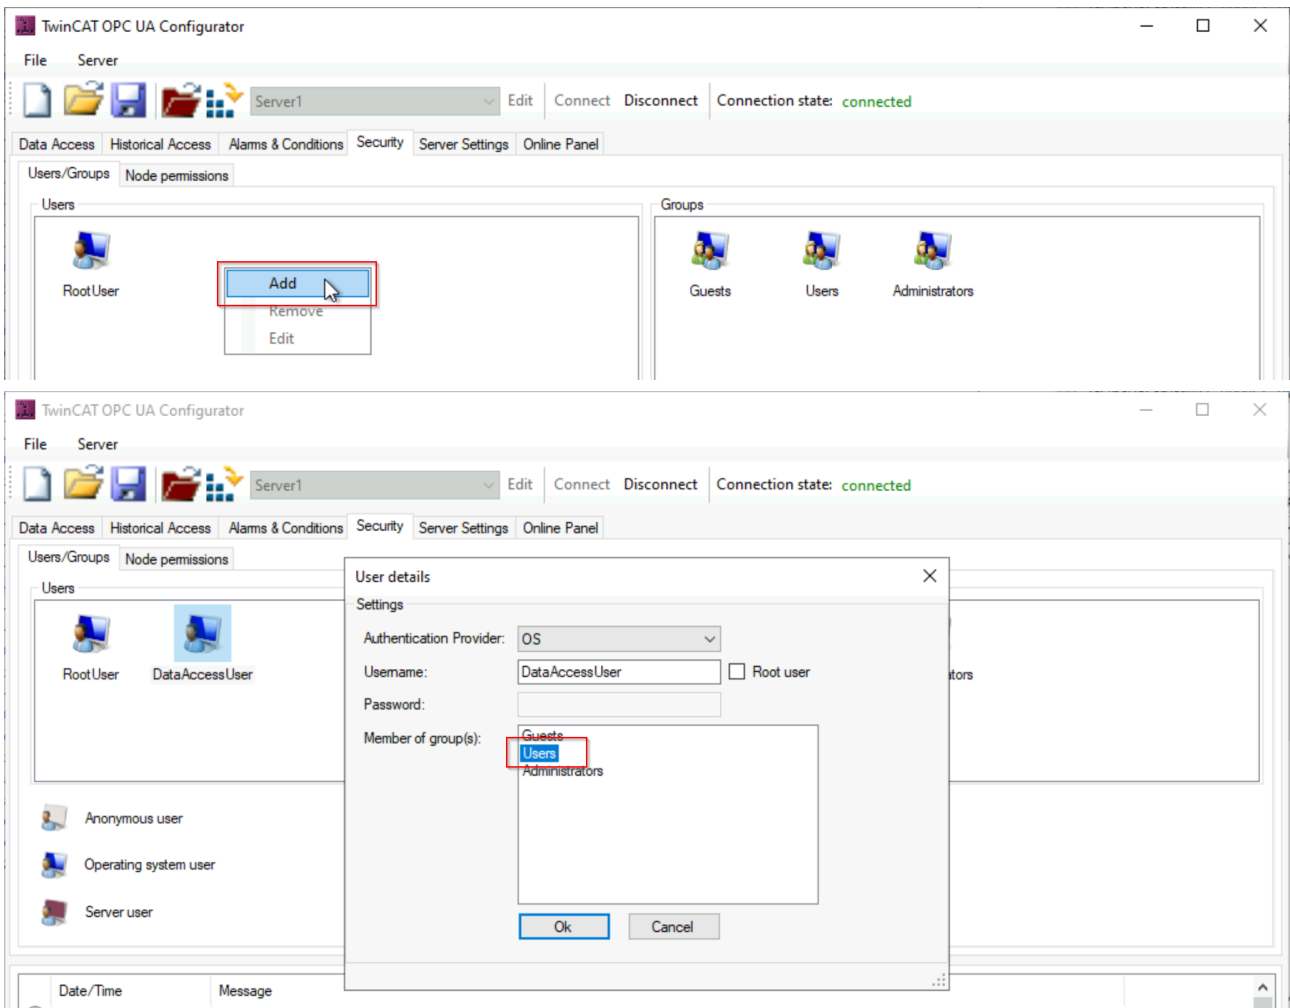 TwinCAT OPC UA Configurator
File Server
Server1 Edit Connect Disconnect Connection state: connected
Data Access Historical Access Alarms & Conditions Security Server Settings Online Panel
Users/Groups Node permissions
Users Groups
RootUser Guests Users Administrators
Add
Remove
Edit
TwinCAT OPC UA Configurator
File Server
Server1 Edit Connect Disconnect Connection state: connected
Data Access Historical Access Alarms & Conditions Security Server Settings Online Panel
Users/Groups Node permissions
Users
RootUser DataAccessUser
User details
Settings
Authentication Provider: OS
Username: DataAccessUser Root user
Password:
Member of group(s): Guests
Users
Administrators
Ok Cancel
tors
Anonymous user
Operating system user
Server user
Date/Time Message